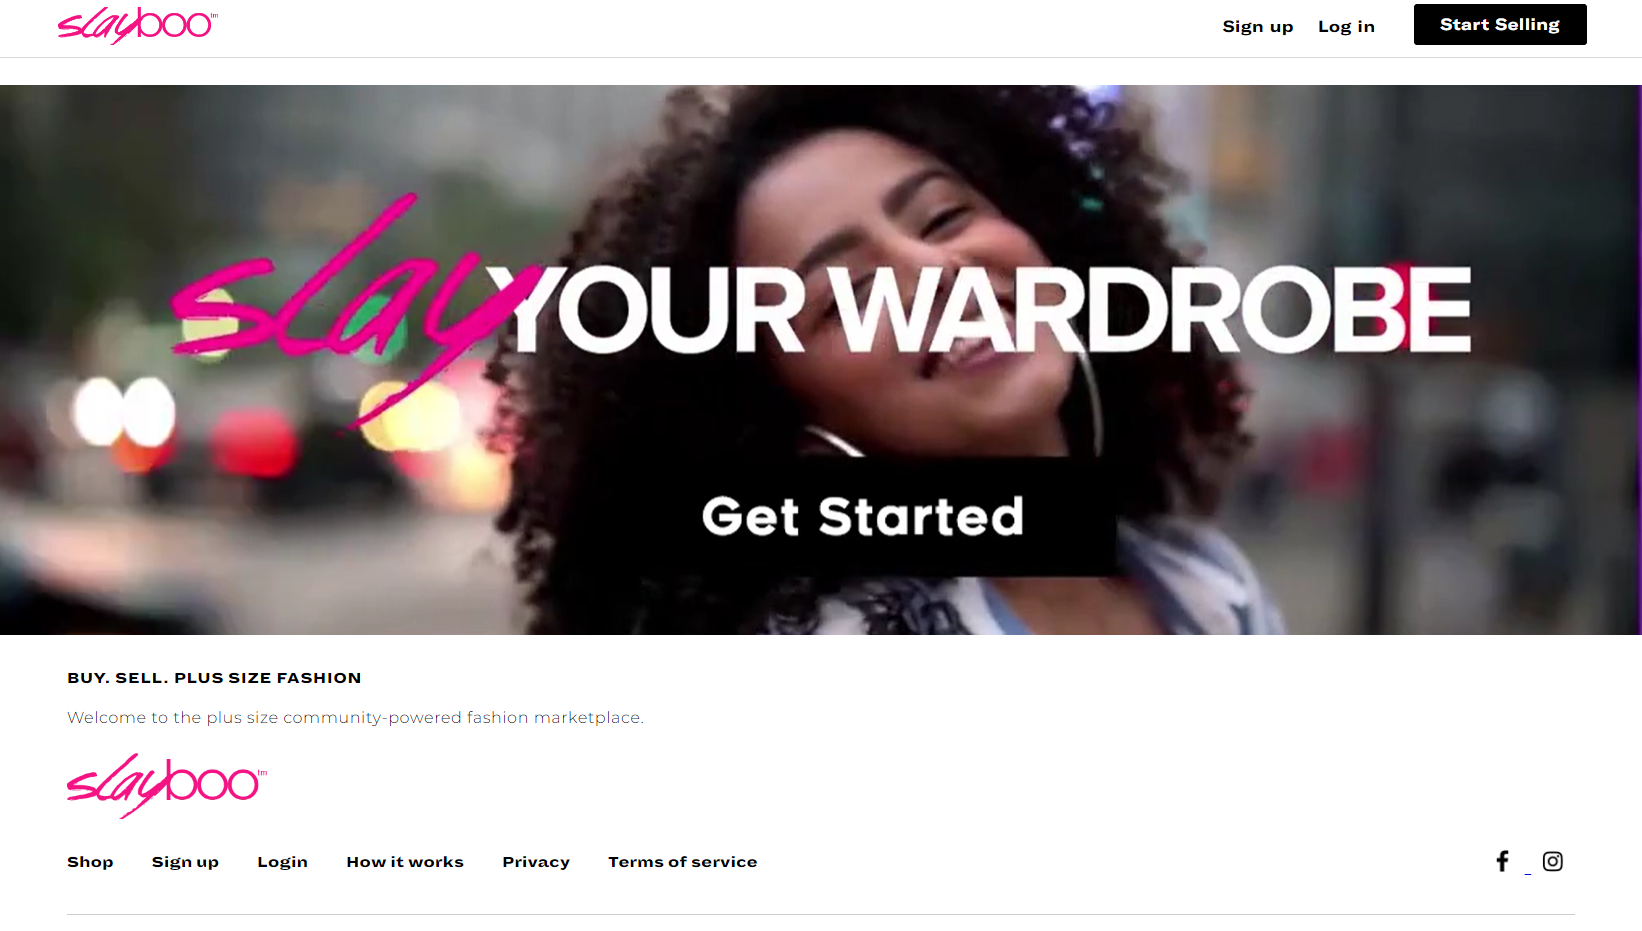 slayboo™
Sign up Log in Start Selling
slay YOUR WARDROBE
Get Started
BUY. SELL. PLUS SIZE FASHION
Welcome to the plus size community-powered fashion marketplace.
slayboo™
Shop Sign up Login How it works Privacy Terms of service